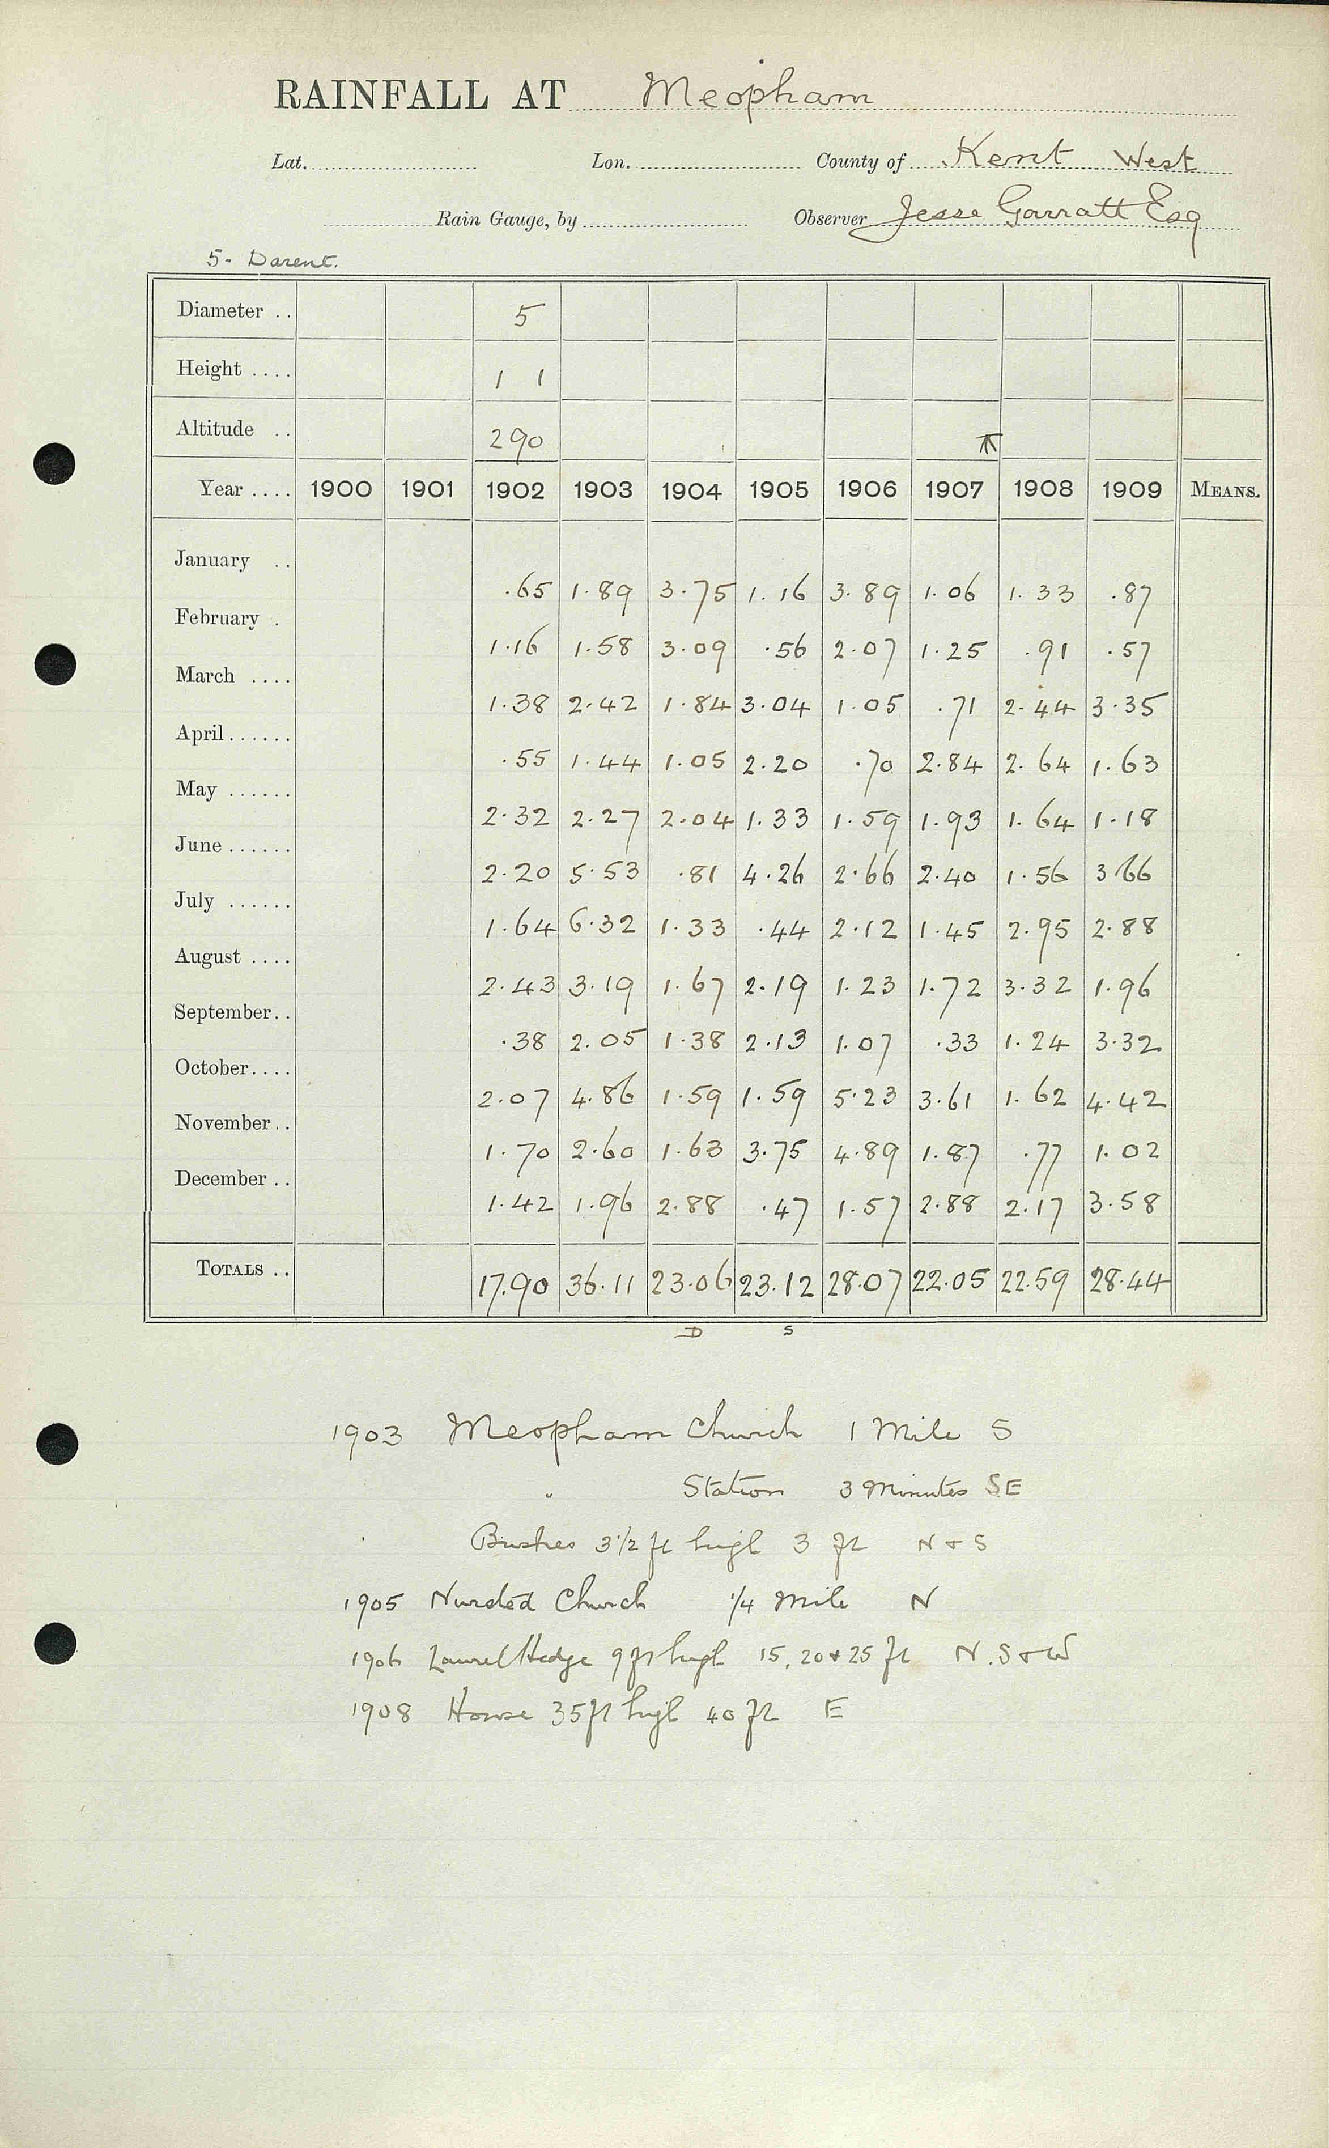 RAINFALL AT Meopham
Lat. Lon. County of Kent West
Rain Gauge, by Observer Jesse Garratt Esq
5- Darent.
Diameter .. 5
Height .... 1 1
Altitude .. 290
Year .... 1900 1901 1902 1903 1904 1905 1906 1907 1908 1909 MEANS.
January .. .65 1.89 3.75 1.16 3.89 1.06 1.33 .87
February . 1.16 1.58 3.09 .56 2.07 1.25 .91 .57
March .... 1.38 2.42 1.84 3.04 1.05 .71 2.44 3.35
April...... .55 1.44 1.05 2.20 .70 2.84 2.64 1.63
May ...... 2.32 2.27 2.04 1.33 1.59 1.93 1.64 1.18
June...... 2.20 5.53 .81 4.26 2.66 2.40 1.56 3.66
July ...... 1.64 6.32 1.33 .44 2.12 1.45 2.95 2.88
August .... 2.43 3.19 1.67 2.19 1.23 1.72 3.32 1.96
September.. .38 2.05 1.38 2.13 1.07 .33 1.24 3.32
October.... 2.07 4.86 1.59 1.59 5.23 3.61 1.62 4.42
November.. 1.70 2.60 1.63 3.75 4.89 1.87 .77 1.02
December.. 1.42 1.96 2.88 .47 1.57 2.88 2.17 3.58
TOTALS .. 17.90 36.11 23.06 23.12 28.07 22.05 22.59 28.44
D S
1903 Meopham Church 1 Mile S
" Station 3 Minutes SE
Bushes 3 1/2 ft high 3 ft N + S
1905 Nursted Church 1/4 Mile N
1906 Laurel Hedge 9 ft high 15, 20 + 25 ft N. S + W
1908 House 35 ft high 40 ft E